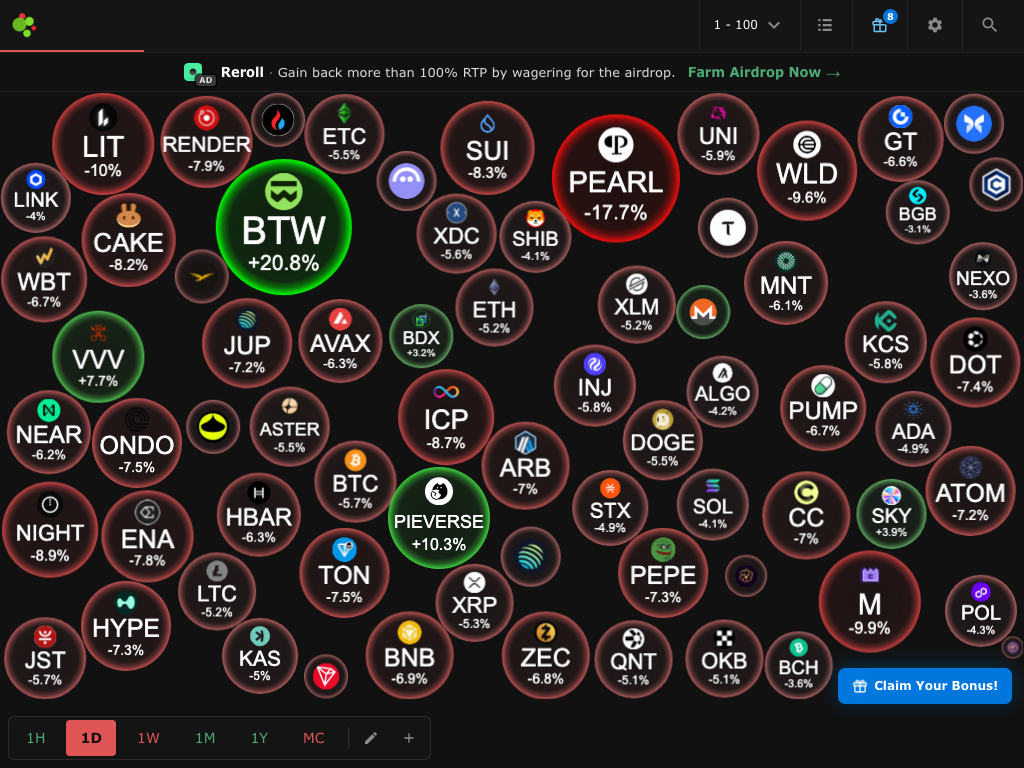 1 - 100
8
AD
Reroll · Gain back more than 100% RTP by wagering for the airdrop. Farm Airdrop Now →
LIT
-10%
RENDER
-7.9%
ETC
-5.5%
SUI
-8.3%
PEARL
-17.7%
UNI
-5.9%
WLD
-9.6%
GT
-6.6%
LINK
-4%
CAKE
-8.2%
BTW
+20.8%
XDC
-5.6%
SHIB
-4.1%
T
BGB
-3.1%
WBT
-6.7%
ETH
-5.2%
XLM
-5.2%
MNT
-6.1%
NEXO
-3.6%
VVV
+7.7%
JUP
-7.2%
AVAX
-6.3%
BDX
+3.2%
KCS
-5.8%
DOT
-7.4%
INJ
-5.8%
ALGO
-4.2%
PUMP
-6.7%
NEAR
-6.2%
ONDO
-7.5%
ASTER
-5.5%
ICP
-8.7%
DOGE
-5.5%
ADA
-4.9%
BTC
-5.7%
ARB
-7%
ATOM
-7.2%
NIGHT
-8.9%
ENA
-7.8%
HBAR
-6.3%
PIEVERSE
+10.3%
STX
-4.9%
SOL
-4.1%
CC
-7%
SKY
+3.9%
TON
-7.5%
PEPE
-7.3%
LTC
-5.2%
XRP
-5.3%
M
-9.9%
POL
-4.3%
HYPE
-7.3%
JST
-5.7%
KAS
-5%
BNB
-6.9%
ZEC
-6.8%
QNT
-5.1%
OKB
-5.1%
BCH
-3.6%
Claim Your Bonus!
1H 1D 1W 1M 1Y MC +